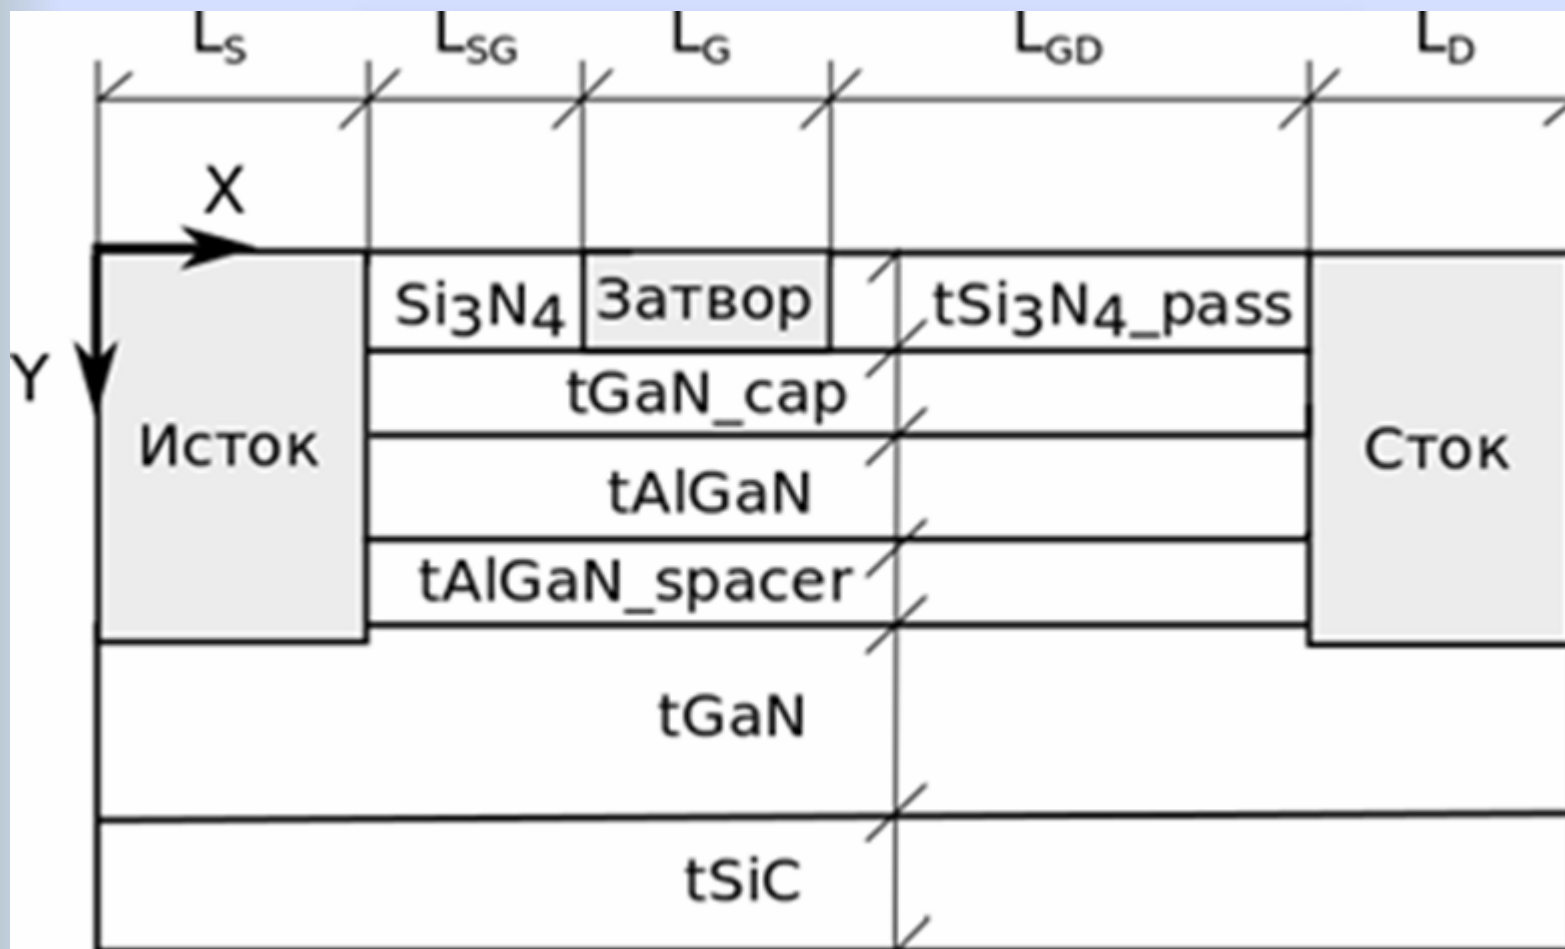 LS LSG LG LGD LD
X
Si3N4 Затвор tSi3N4_pass
Y
tGaN_cap
Исток
Сток
tAlGaN
tAlGaN_spacer
tGaN
tSiC